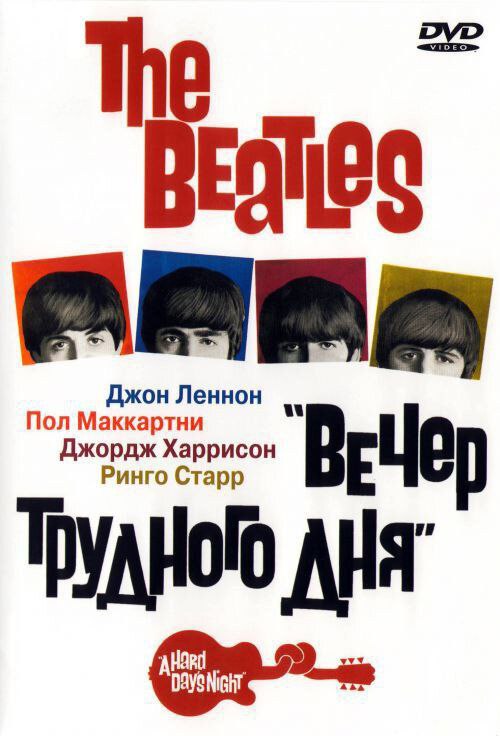 DVD
VIDEO
The
BEATLES
Джон Леннон
Пол Маккартни
Джордж Харрисон
Ринго Старр
"ВЕЧЕР
ТРУДНОГО ДНЯ"
"A HARD
DAY'S NIGHT"